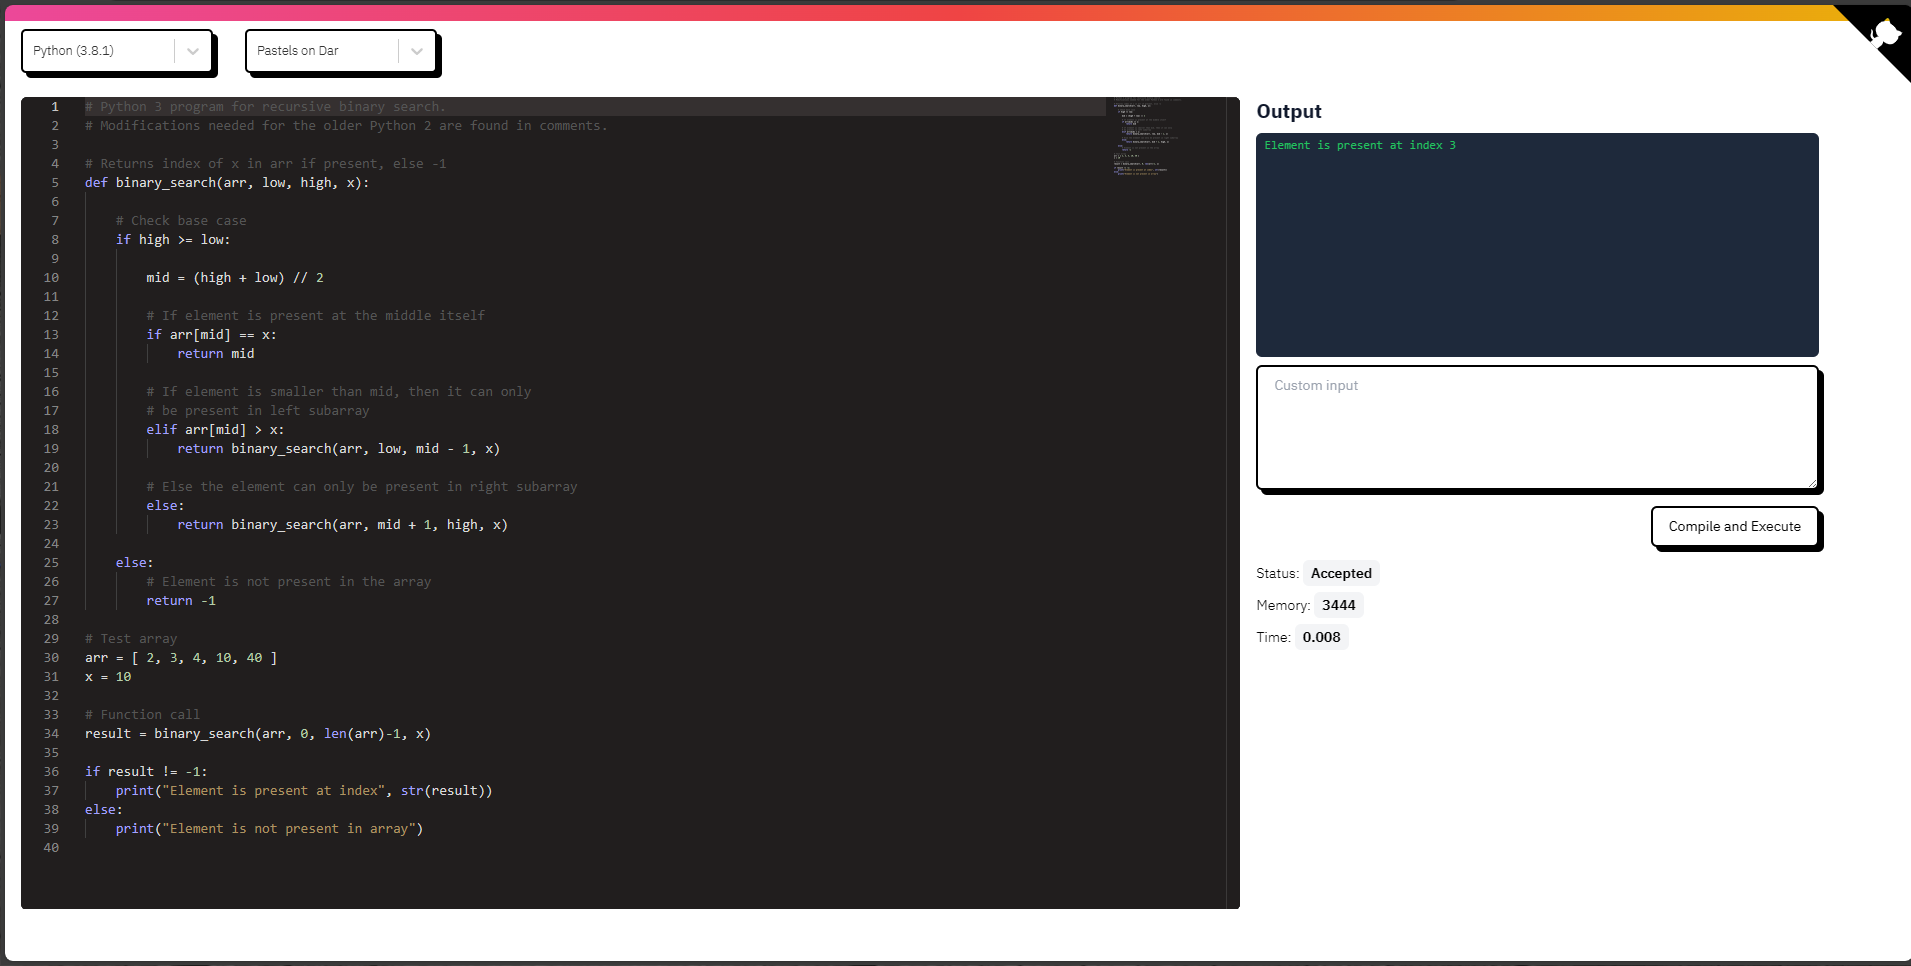 Python (3.8.1)
Pastels on Dar
1 # Python 3 program for recursive binary search.
2 # Modifications needed for the older Python 2 are found in comments.
3
4 # Returns index of x in arr if present, else -1
5 def binary_search(arr, low, high, x):
6
7     # Check base case
8     if high >= low:
9
10         mid = (high + low) // 2
11
12         # If element is present at the middle itself
13         if arr[mid] == x:
14             return mid
15
16         # If element is smaller than mid, then it can only
17         # be present in left subarray
18         elif arr[mid] > x:
19             return binary_search(arr, low, mid - 1, x)
20
21         # Else the element can only be present in right subarray
22         else:
23             return binary_search(arr, mid + 1, high, x)
24
25     else:
26         # Element is not present in the array
27         return -1
28
29 # Test array
30 arr = [ 2, 3, 4, 10, 40 ]
31 x = 10
32
33 # Function call
34 result = binary_search(arr, 0, len(arr)-1, x)
35
36 if result != -1:
37     print("Element is present at index", str(result))
38 else:
39     print("Element is not present in array")
40
Output
Element is present at index 3
Custom input
Compile and Execute
Status: Accepted
Memory: 3444
Time: 0.008